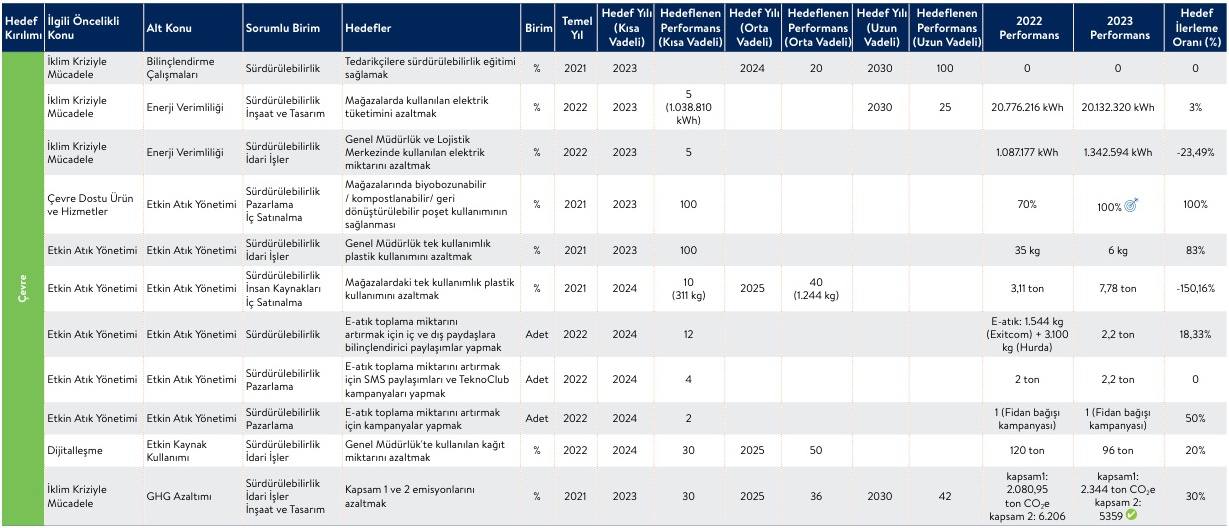 Hedef Kırılımı | İlgili Öncelikli Konu | Alt Konu | Sorumlu Birim | Hedefler | Birim | Temel Yıl | Hedef Yılı (Kısa Vadeli) | Hedeflenen Performans (Kısa Vadeli) | Hedef Yılı (Orta Vadeli) | Hedeflenen Performans (Orta Vadeli) | Hedef Yılı (Uzun Vadeli) | Hedeflenen Performans (Uzun Vadeli) | 2022 Performans | 2023 Performans | Hedef İlerleme Oranı (%)
Çevre
İklim Kriziyle Mücadele | Bilinçlendirme Çalışmaları | Sürdürülebilirlik | Tedarikçilere sürdürülebilirlik eğitimi sağlamak | % | 2021 | 2023 | | 2024 | 20 | 2030 | 100 | 0 | 0 | 0
İklim Kriziyle Mücadele | Enerji Verimliliği | Sürdürülebilirlik İnşaat ve Tasarım | Mağazalarda kullanılan elektrik tüketimini azaltmak | % | 2022 | 2023 | 5 (1.038.810 kWh) | | | 2030 | 25 | 20.776.216 kWh | 20.132.320 kWh | 3%
İklim Kriziyle Mücadele | Enerji Verimliliği | Sürdürülebilirlik İdari İşler | Genel Müdürlük ve Lojistik Merkezinde kullanılan elektrik miktarını azaltmak | % | 2022 | 2023 | 5 | | | | | 1.087.177 kWh | 1.342.594 kWh | -23,49%
Çevre Dostu Ürün ve Hizmetler | Etkin Atık Yönetimi | Sürdürülebilirlik Pazarlama İç Satınalma | Mağazalarında biyobozunabilir / kompostlanabilir/ geri dönüştürülebilir poşet kullanımının sağlanması | % | 2021 | 2023 | 100 | | | | | 70% | 100% | 100%
Etkin Atık Yönetimi | Etkin Atık Yönetimi | Sürdürülebilirlik İdari İşler | Genel Müdürlük tek kullanımlık plastik kullanımını azaltmak | % | 2021 | 2023 | 100 | | | | | 35 kg | 6 kg | 83%
Etkin Atık Yönetimi | Etkin Atık Yönetimi | Sürdürülebilirlik İnsan Kaynakları İç Satınalma | Mağazalardaki tek kullanımlık plastik kullanımını azaltmak | % | 2021 | 2024 | 10 (311 kg) | 2025 | 40 (1.244 kg) | | | 3,11 ton | 7,78 ton | -150,16%
Etkin Atık Yönetimi | Etkin Atık Yönetimi | Sürdürülebilirlik | E-atık toplama miktarını artırmak için iç ve dış paydaşlara bilinçlendirici paylaşımlar yapmak | Adet | 2022 | 2024 | 12 | | | | | E-atık: 1.544 kg (Exitcom) + 3.100 kg (Hurda) | 2,2 ton | 18,33%
Etkin Atık Yönetimi | Etkin Atık Yönetimi | Sürdürülebilirlik Pazarlama | E-atık toplama miktarını artırmak için SMS paylaşımları ve TeknoClub kampanyaları yapmak | Adet | 2022 | 2024 | 4 | | | | | 2 ton | 2,2 ton | 0
Etkin Atık Yönetimi | Etkin Atık Yönetimi | Sürdürülebilirlik Pazarlama | E-atık toplama miktarını artırmak için kampanyalar yapmak | Adet | 2022 | 2024 | 2 | | | | | 1 (Fidan bağışı kampanyası) | 1 (Fidan bağışı kampanyası) | 50%
Dijitalleşme | Etkin Kaynak Kullanımı | Sürdürülebilirlik İdari İşler | Genel Müdürlük'te kullanılan kağıt miktarını azaltmak | % | 2022 | 2024 | 30 | 2025 | 50 | | | 120 ton | 96 ton | 20%
İklim Kriziyle Mücadele | GHG Azaltımı | Sürdürülebilirlik İdari İşler İnşaat ve Tasarım | Kapsam 1 ve 2 emisyonlarını azaltmak | % | 2021 | 2023 | 30 | 2025 | 36 | 2030 | 42 | kapsam1: 2.080,95 ton CO₂e kapsam 2: 6.206 | kapsam1: 2.344 ton CO₂e kapsam 2: 5359 | 30%